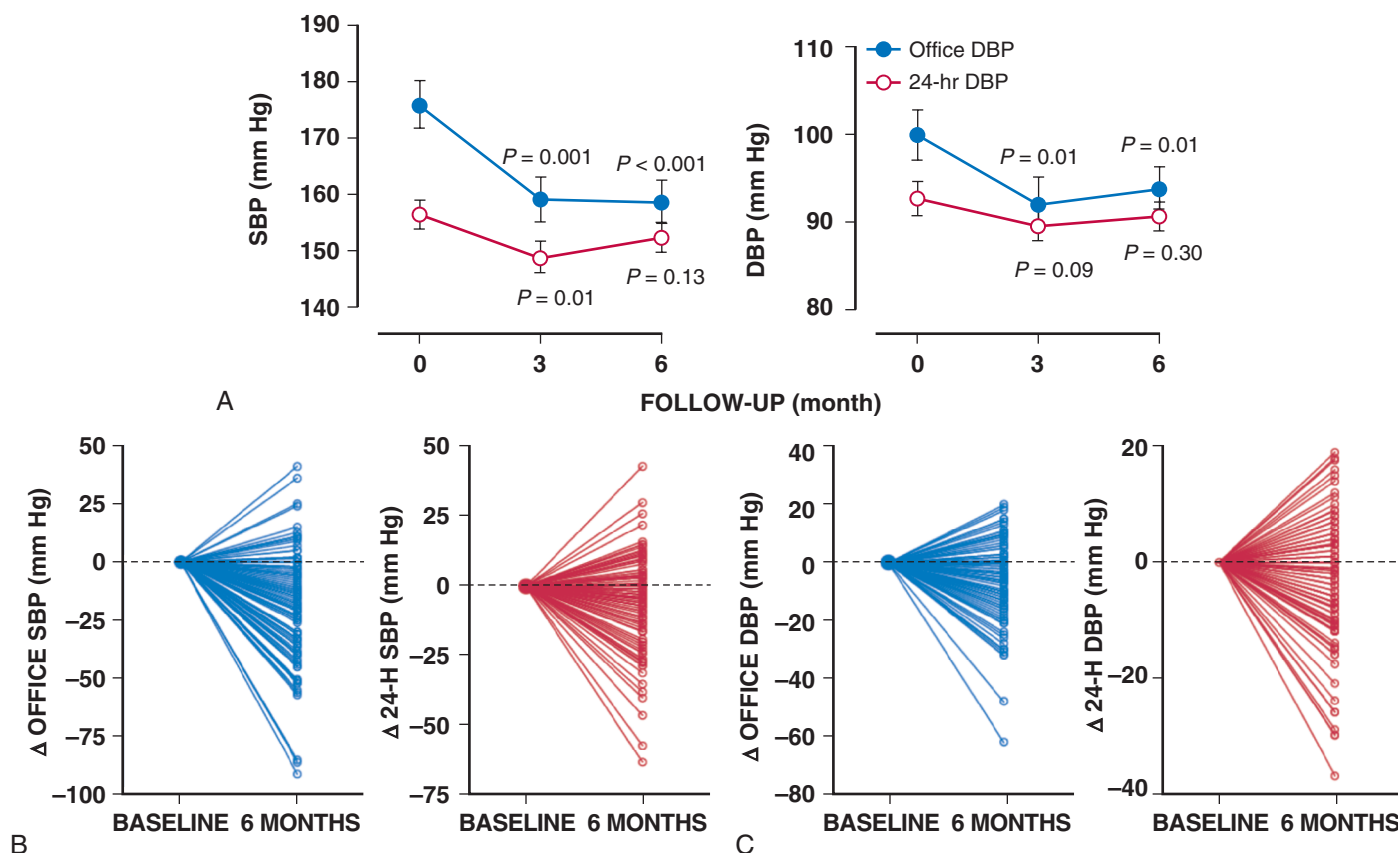 190
180
170
160
150
140
SBP (mm Hg)
P = 0.001
P < 0.001
P = 0.01
P = 0.13
0
3
6
110
100
90
80
DBP (mm Hg)
Office DBP
24-hr DBP
P = 0.01
P = 0.01
P = 0.09
P = 0.30
0
3
6
A
FOLLOW-UP (month)
50
25
0
−25
−50
−75
−100
Δ OFFICE SBP (mm Hg)
BASELINE 6 MONTHS
B
50
25
0
−25
−50
−75
Δ 24-H SBP (mm Hg)
BASELINE 6 MONTHS
40
20
0
−20
−40
−60
−80
Δ OFFICE DBP (mm Hg)
BASELINE 6 MONTHS
C
20
0
−20
−40
Δ 24-H DBP (mm Hg)
BASELINE 6 MONTHS